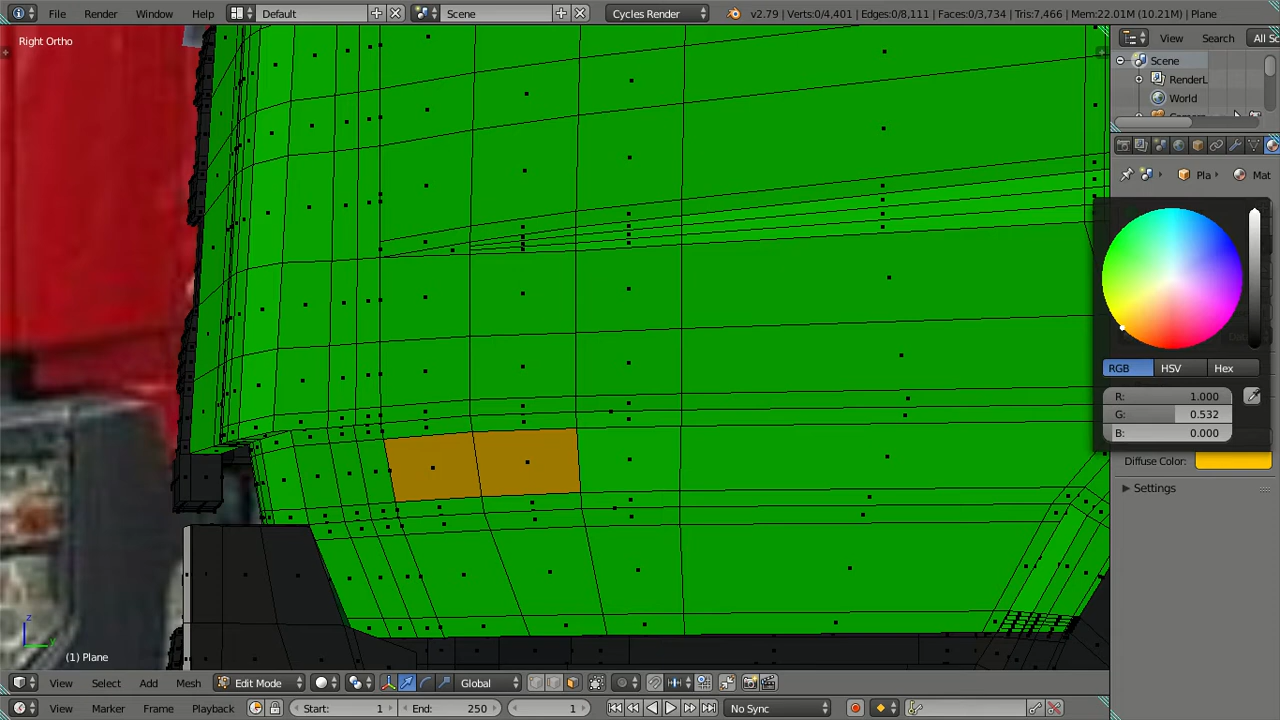 File Render Window Help Default Scene Cycles Render v2.79 | Verts:0/4,401 | Edges:0/8,111 | Faces:0/3,734 | Tris:7,466 | Mem:22.01M (10.21M) | Plane
Right Ortho
View Search All Sc
Scene
RenderL
World
Pla Mat
RGB HSV Hex
R: 1.000
G: 0.532
B: 0.000
Diffuse Color:
Settings
z
y
(1) Plane
View Select Add Mesh Edit Mode Global
View Marker Frame Playback Start: 1 End: 250 1 No Sync